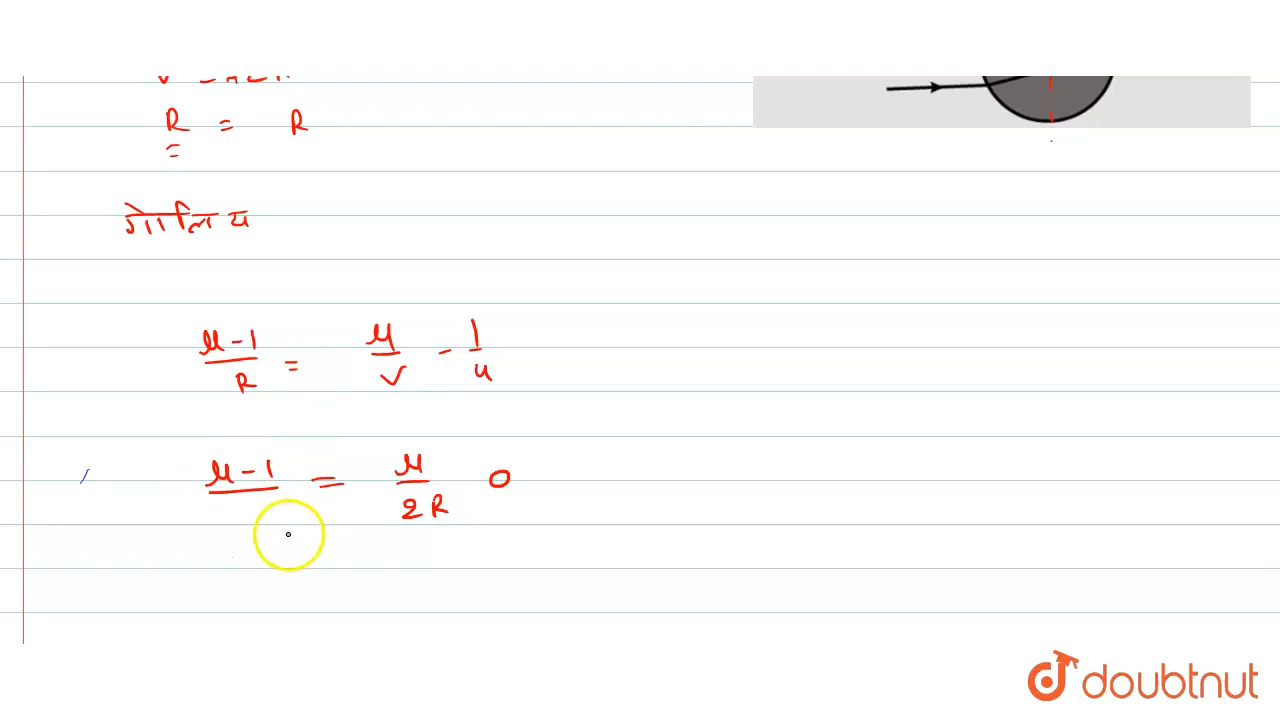 R = R
=
गोलिय
μ-1/R = μ/v - 1/u
μ-1 = μ/2R 0
doubtnut